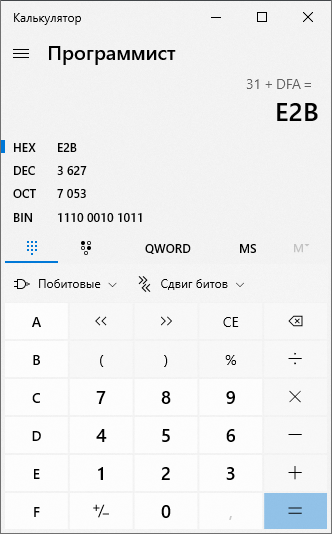 Калькулятор
Программист
31 + DFA =
E2B
HEX E2B
DEC 3 627
OCT 7 053
BIN 1110 0010 1011
QWORD MS M
Побитовые Сдвиг битов
A << >> CE
B ( ) % ÷
C 7 8 9 ×
D 4 5 6 −
E 1 2 3 +
F +/− 0 , =